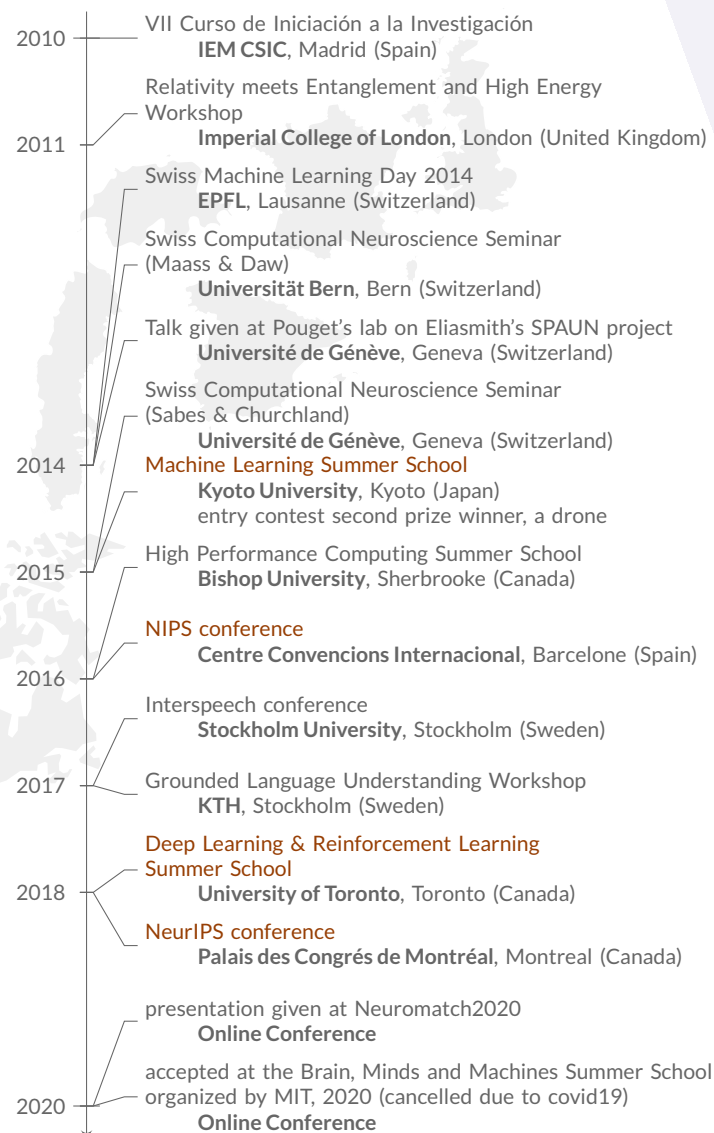 VII Curso de Iniciación a la Investigación
2010
IEM CSIC, Madrid (Spain)
Relativity meets Entanglement and High Energy
Workshop
2011
Imperial College of London, London (United Kingdom)
Swiss Machine Learning Day 2014
EPFL, Lausanne (Switzerland)
Swiss Computational Neuroscience Seminar
(Maass & Daw)
Universität Bern, Bern (Switzerland)
Talk given at Pouget's lab on Eliasmith's SPAUN project
Université de Génève, Geneva (Switzerland)
Swiss Computational Neuroscience Seminar
(Sabes & Churchland)
Université de Génève, Geneva (Switzerland)
2014
Machine Learning Summer School
Kyoto University, Kyoto (Japan)
entry contest second prize winner, a drone
High Performance Computing Summer School
2015
Bishop University, Sherbrooke (Canada)
NIPS conference
Centre Convencions Internacional, Barcelone (Spain)
2016
Interspeech conference
Stockholm University, Stockholm (Sweden)
2017
Grounded Language Understanding Workshop
KTH, Stockholm (Sweden)
Deep Learning & Reinforcement Learning
Summer School
2018
University of Toronto, Toronto (Canada)
NeurIPS conference
Palais des Congrés de Montréal, Montreal (Canada)
presentation given at Neuromatch2020
Online Conference
accepted at the Brain, Minds and Machines Summer School
organized by MIT, 2020 (cancelled due to covid19)
2020
Online Conference